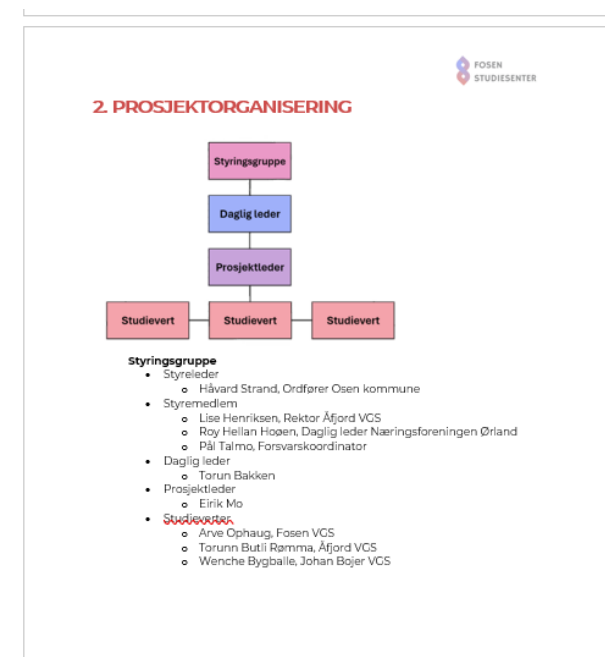 FOSEN
STUDIESENTER
2. PROSJEKTORGANISERING
Styringsgruppe
Daglig leder
Prosjektleder
Studievert Studievert Studievert
Styringsgruppe
• Styreleder
o Håvard Strand, Ordfører Osen kommune
• Styremedlem
o Lise Henriksen, Rektor Åfjord VGS
o Roy Hellan Hoøen, Daglig leder Næringsforeningen Ørland
o Pål Talmo, Forsvarskoordinator
• Daglig leder
o Torun Bakken
• Prosjektleder
o Eirik Mo
• Studieverter
o Arve Ophaug, Fosen VGS
o Torunn Butli Rømma, Åfjord VGS
o Wenche Bygballe, Johan Bojer VGS